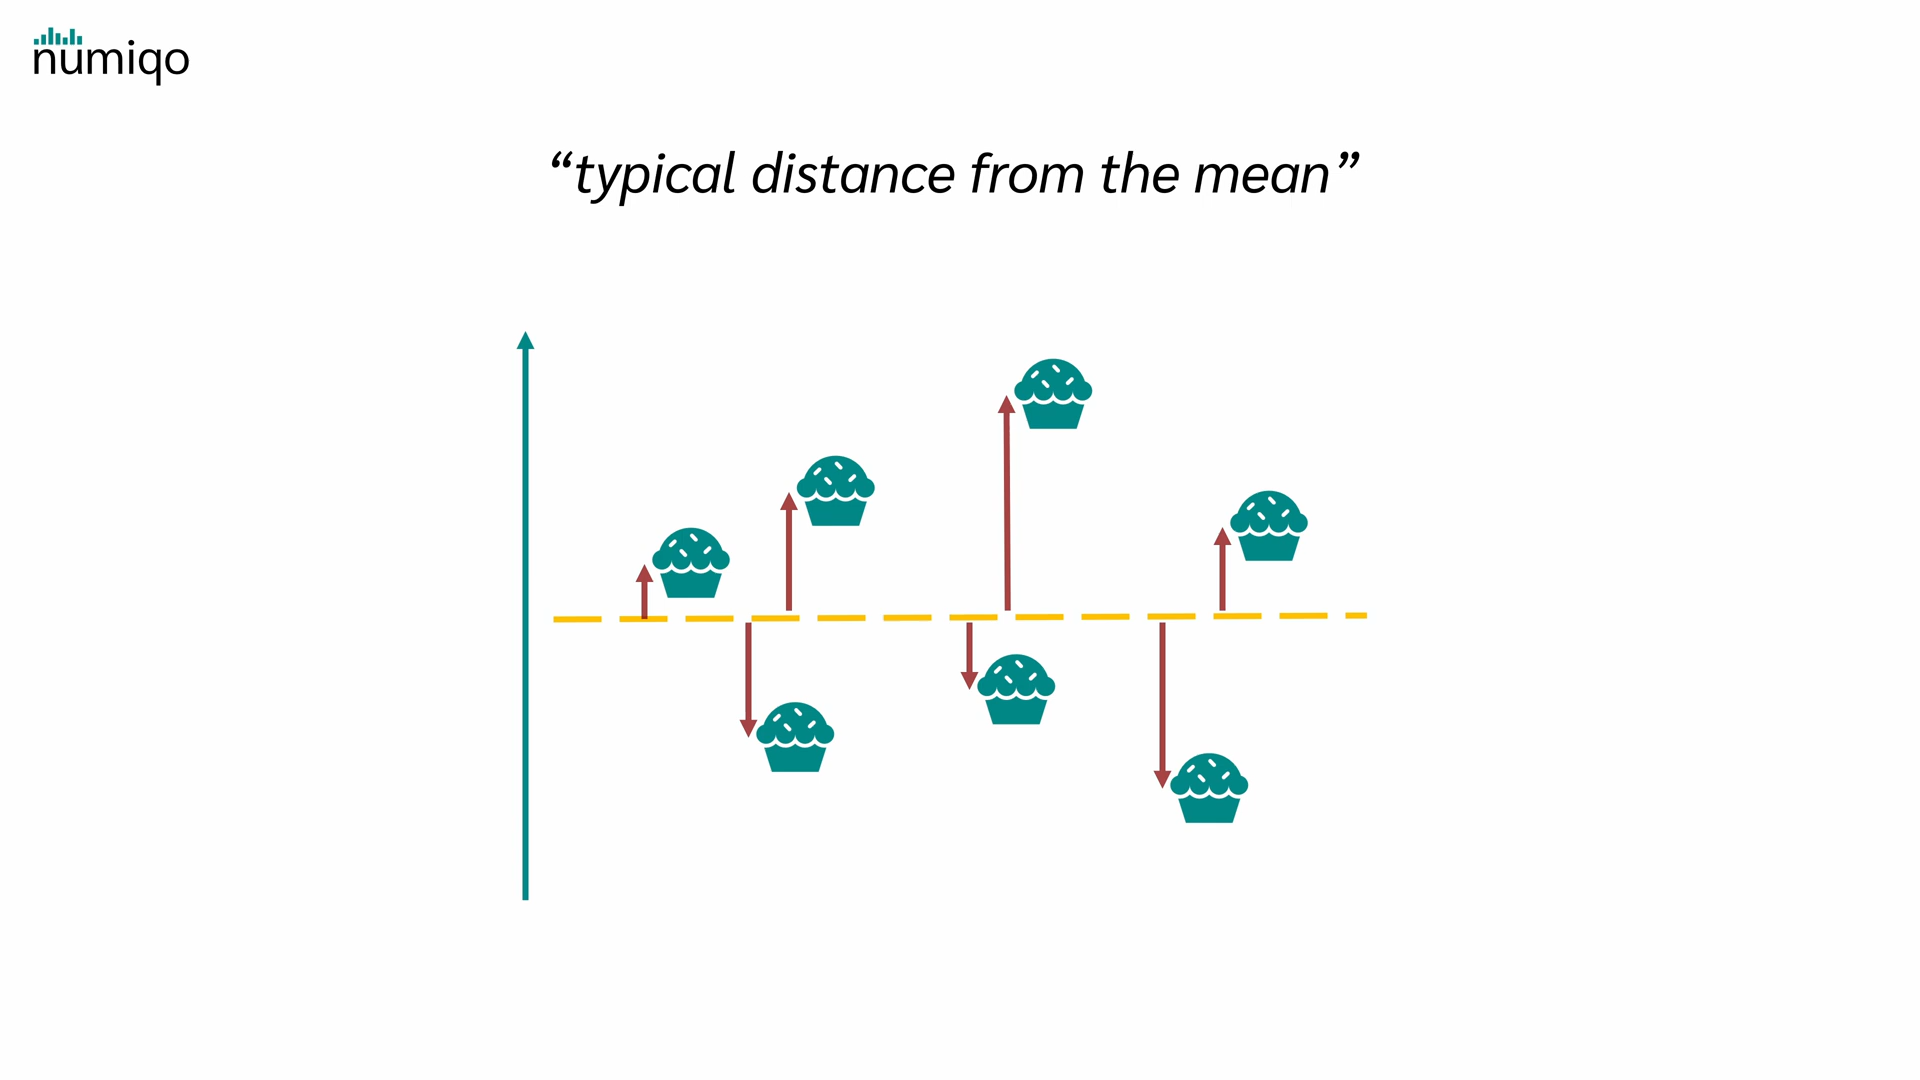 numiqo
“typical distance from the mean”